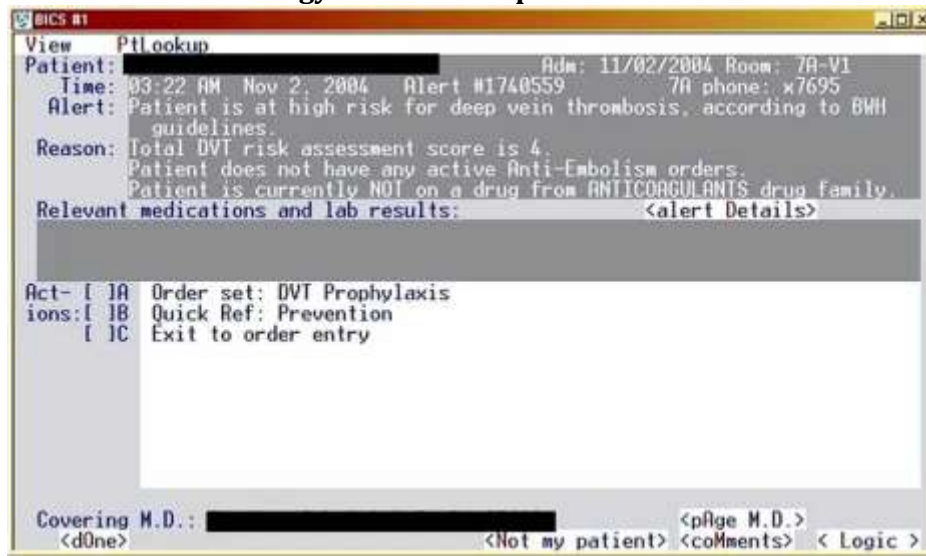 BICS #1
View PtLookup
Patient: Adm: 11/02/2004 Room: 7A-V1
Time: 03:22 AM Nov 2, 2004 Alert #1740559 7A phone: x7695
Alert: Patient is at high risk for deep vein thrombosis, according to BWH
guidelines.
Reason: Total DVT risk assessment score is 4.
Patient does not have any active Anti-Embolism orders.
Patient is currently NOT on a drug from ANTICOAGULANTS drug family.
Relevant medications and lab results: <alert Details>
Act- [ ]A Order set: DVT Prophylaxis
ions:[ ]B Quick Ref: Prevention
[ ]C Exit to order entry
Covering M.D.: <pAge M.D.>
<dOne> <Not my patient> <coMments> < Logic >